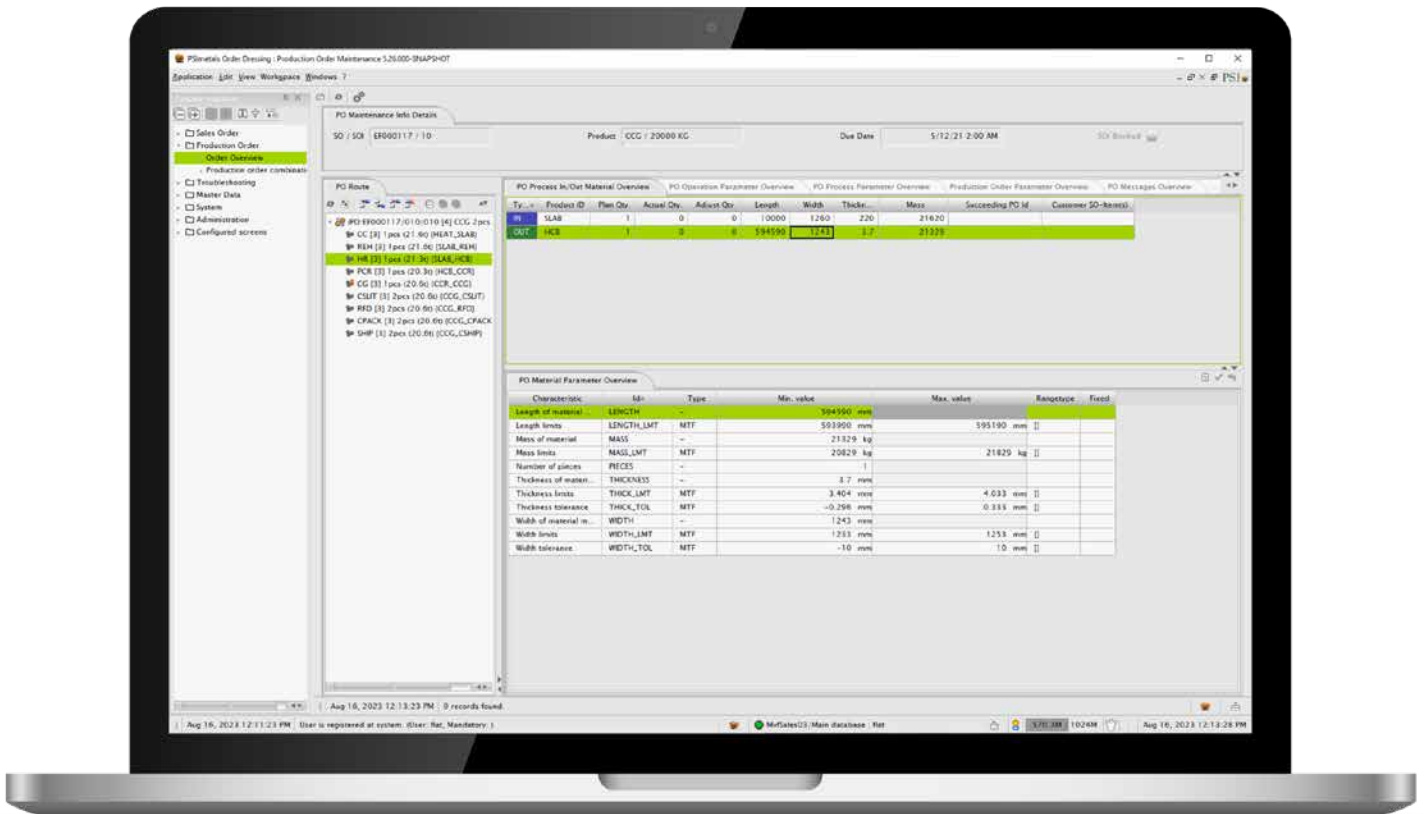 PSImetals Order Dressing : Production Order Maintenance 5.26.000-SNAPSHOT
Application Edit View Workspace Windows ?
PSI
PO Maintenance Info Details
SO / SOI EF000117 / 10 Product CCG / 20000 KG Due Date 5/12/21 2:00 AM
Sales Order
Production Order
Order Overview
Production order combinati
Troubleshooting
Master Data
System
Administrative
Configured screens
PO Route
PO:EF000117/010:010 [4] CCG 2pcs
CC [3] 1pcs (21.6t) (HEAT_SLAB)
REH [3] 1pcs (21.6t) (SLAB_REH)
HR [3] 1pcs (21.3t) (SLAB_HCB)
PCR [3] 1pcs (20.3t) (HCB_CCR)
CG [3] 1pcs (20.6t) (CCR_CCG)
CSLIT [3] 2pcs (20.6t) (CCG_CSLIT)
RFD [3] 2pcs (20.6t) (CCG_RFD)
CPACK [3] 2pcs (20.6t) (CCG_CPACK
SHIP [3] 2pcs (20.6t) (CCG_CSHIP)
PO Process In/Out Material Overview PO Operation Parameter Overview PO Process Parameter Overview Production Order Parameter Overview PO Messages Overview
Ty... Product ID Plan Qty. Actual Qty. Adjust Qty Length Width Thickn... Mass Succeeding PO Id Customer SO-Item(s)
IN SLAB 1 0 0 10000 1260 220 21620
OUT HCB 1 0 0 594590 1243 3.7 21329
PO Material Parameter Overview
Characteristic Id Type Min. value Max. value Rangetype Fixed
Length of material ... LENGTH - 594590 mm
Length limits LENGTH_LMT MTF 593990 mm 595190 mm []
Mass of material MASS - 21329 kg
Mass limits MASS_LMT MTF 20829 kg 21829 kg []
Number of pieces PIECES - 1
Thickness of materi... THICKNESS - 3.7 mm
Thickness limits THICK_LMT MTF 3.404 mm 4.033 mm []
Thickness tolerance THICK_TOL MTF -0.296 mm 0.333 mm []
Width of material m... WIDTH - 1243 mm
Width limits WIDTH_LMT MTF 1233 mm 1253 mm []
Width tolerance WIDTH_TOL MTF -10 mm 10 mm []
Aug 16, 2023 12:13:23 PM 9 records found.
Aug 16, 2023 12:11:23 PM User is registered at system. (User: flat, Mandatory: ) Main database : flat 570.3M 1024M Aug 16, 2023 12:13:28 PM